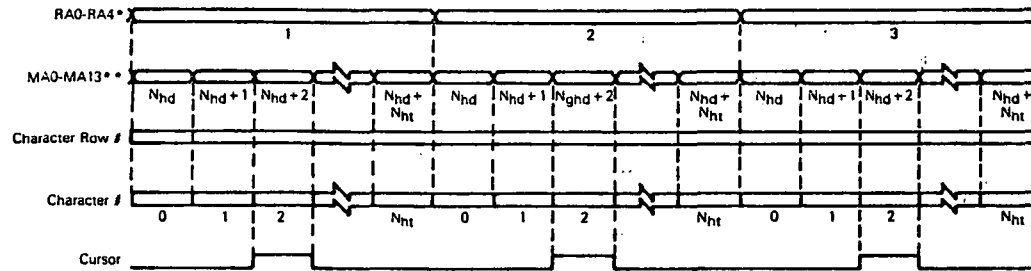 RA0-RA4*
1 2 3
MA0-MA13**
Nhd Nhd+1 Nhd+2 Nhd+ Nhd Nhd+1 Nghd+2 Nhd+ Nhd Nhd+1 Nhd+2 Nhd+
Nht Nht Nht
Character Row #
Character #
0 1 2 Nht 0 1 2 Nht 0 1 2 Nht
Cursor